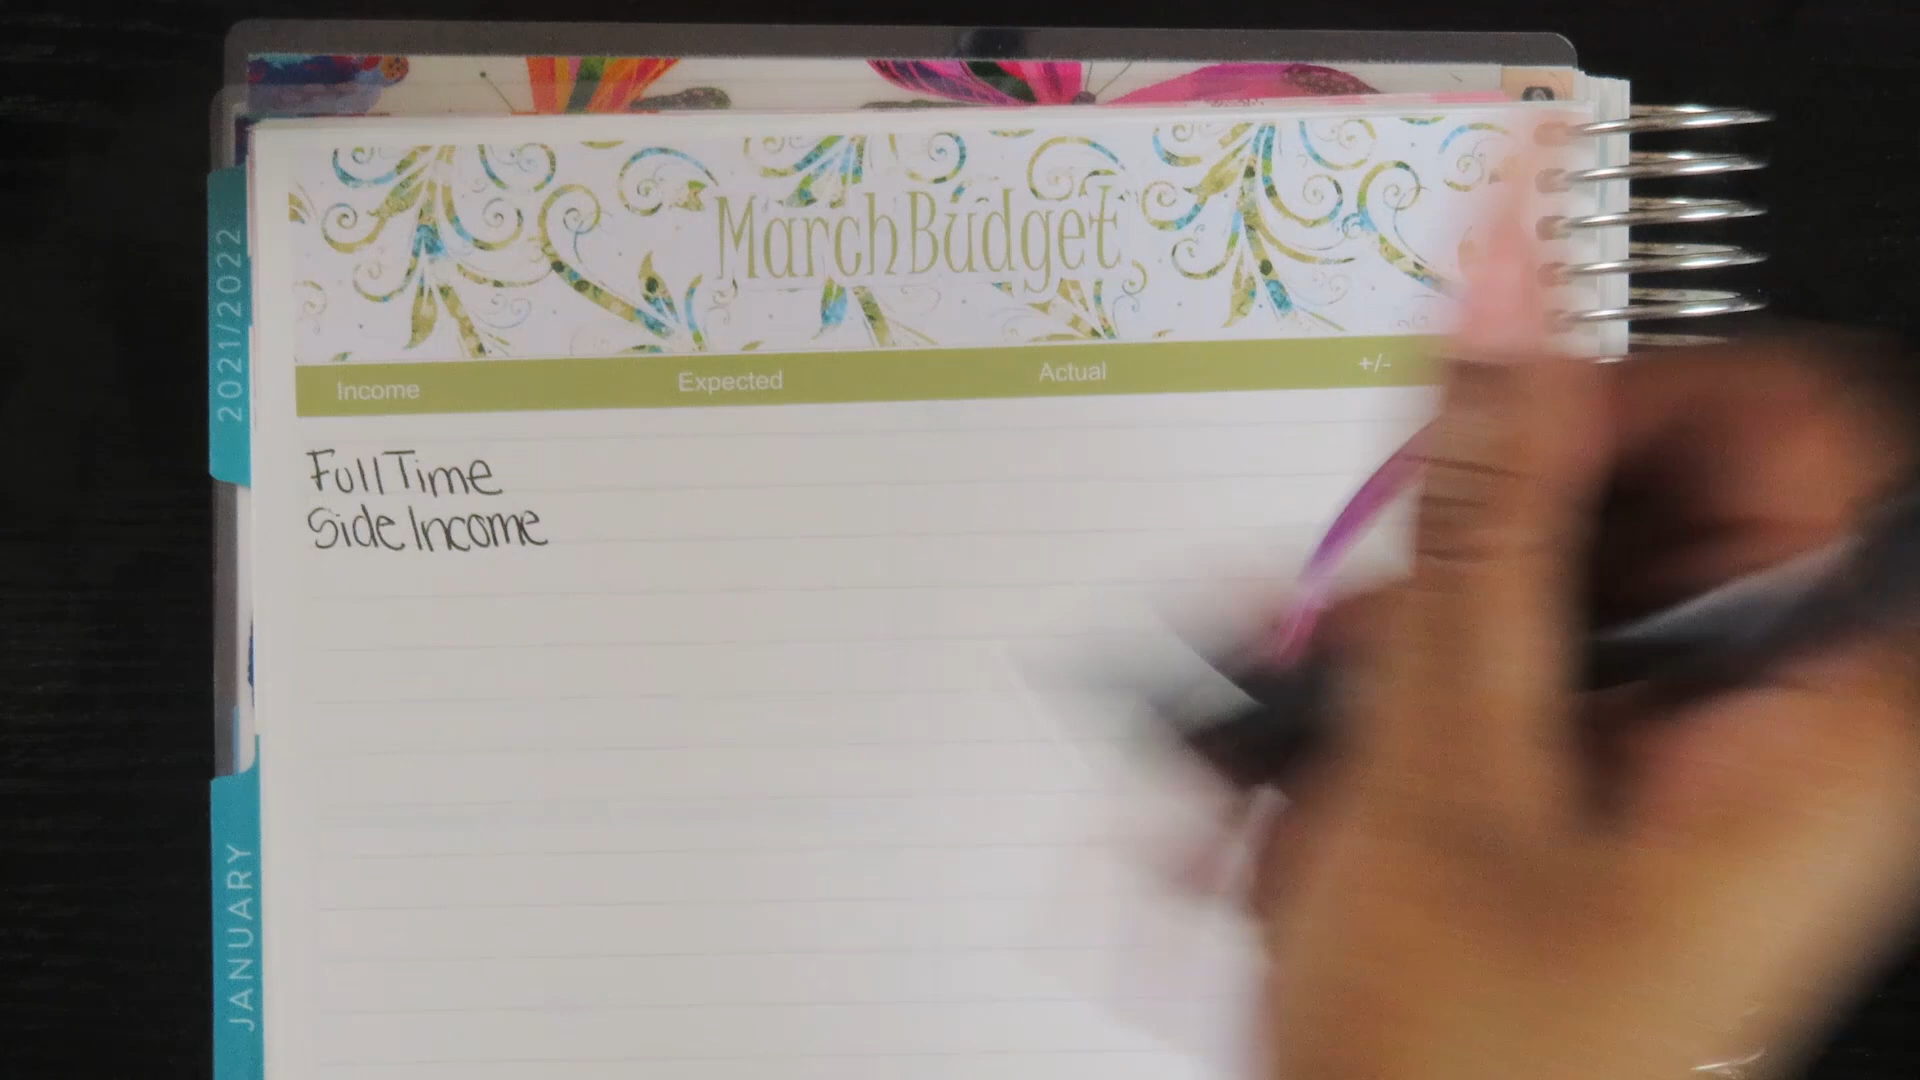 March Budget
Income Expected Actual +/-
Full Time
Side Income
2021/2022
JANUARY